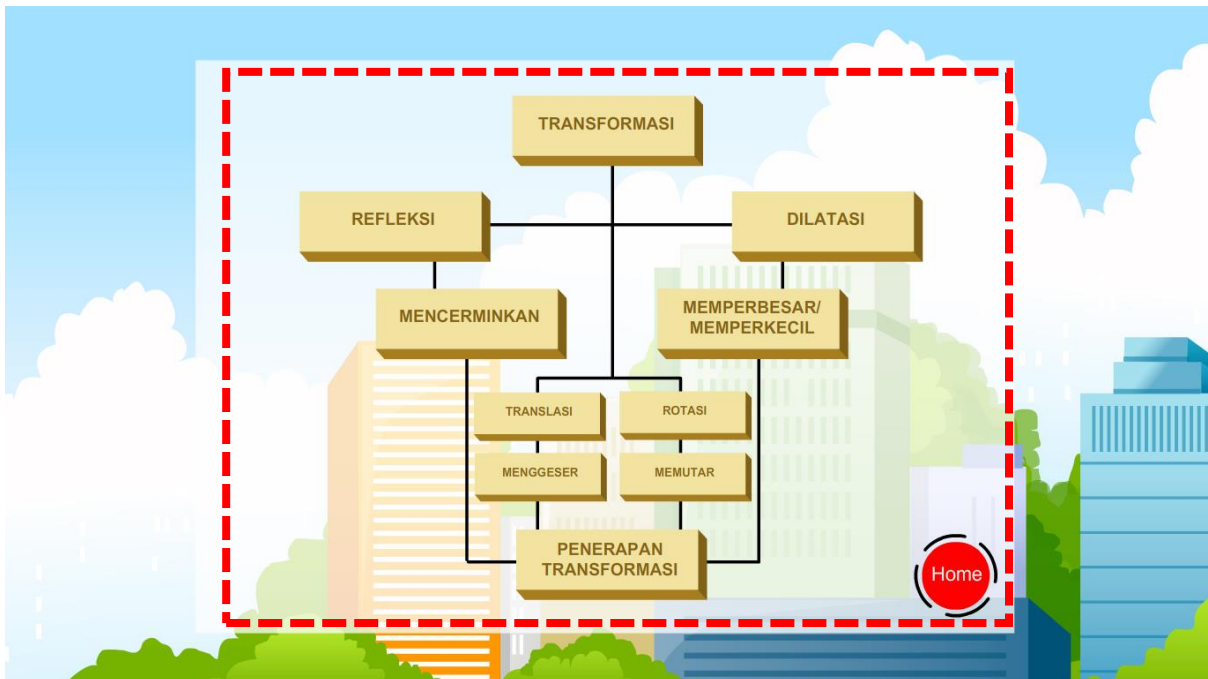 TRANSFORMASI
REFLEKSI
DILATASI
MENCERMINKAN
MEMPERBESAR/
MEMPERKECIL
TRANSLASI
ROTASI
MENGGESER
MEMUTAR
PENERAPAN
TRANSFORMASI
Home